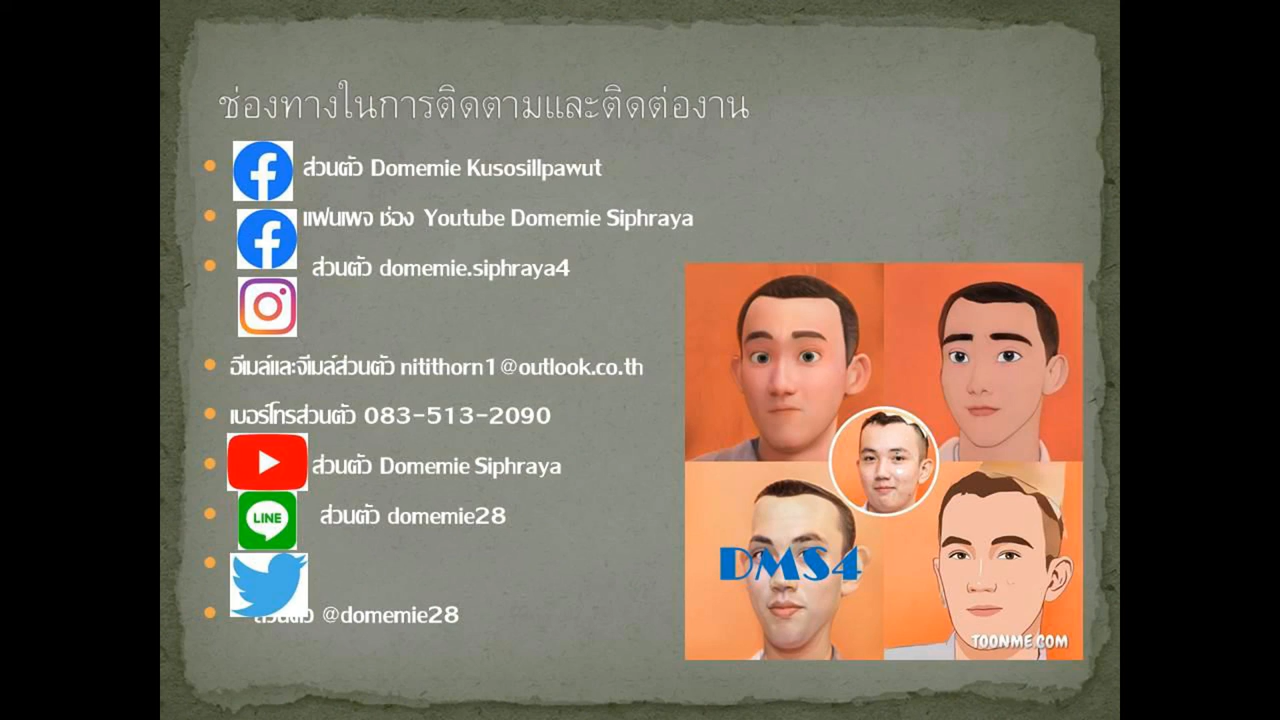 ช่องทางในการติดตามและติดต่องาน
ส่วนตัว Domemie Kusosillpawut
แฟนเพจ ช่อง Youtube Domemie Siphraya
ส่วนตัว domemie.siphraya4
อีเมล์และจีเมล์ส่วนตัว nitithorn1@outlook.co.th
เบอร์โทรส่วนตัว 083-513-2090
ส่วนตัว Domemie Siphraya
LINE
ส่วนตัว domemie28
ส่วนตัว @domemie28
DMS4
TOONME.COM